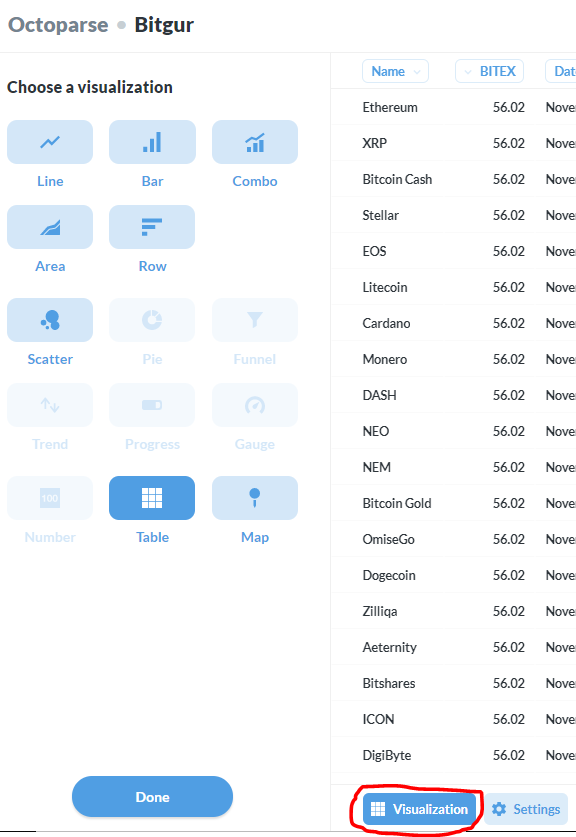 Octoparse • Bitgur
Choose a visualization
Line Bar Combo
Area Row
Scatter Pie Funnel
Trend Progress Gauge
100
Number Table Map
Done
Name BITEX Date
Ethereum 56.02 Nove
XRP 56.02 Nove
Bitcoin Cash 56.02 Nove
Stellar 56.02 Nove
EOS 56.02 Nove
Litecoin 56.02 Nove
Cardano 56.02 Nove
Monero 56.02 Nove
DASH 56.02 Nove
NEO 56.02 Nove
NEM 56.02 Nove
Bitcoin Gold 56.02 Nove
OmiseGo 56.02 Nove
Dogecoin 56.02 Nove
Zilliqa 56.02 Nove
Aeternity 56.02 Nove
Bitshares 56.02 Nove
ICON 56.02 Nove
DigiByte 56.02 Nove
Visualization Settings